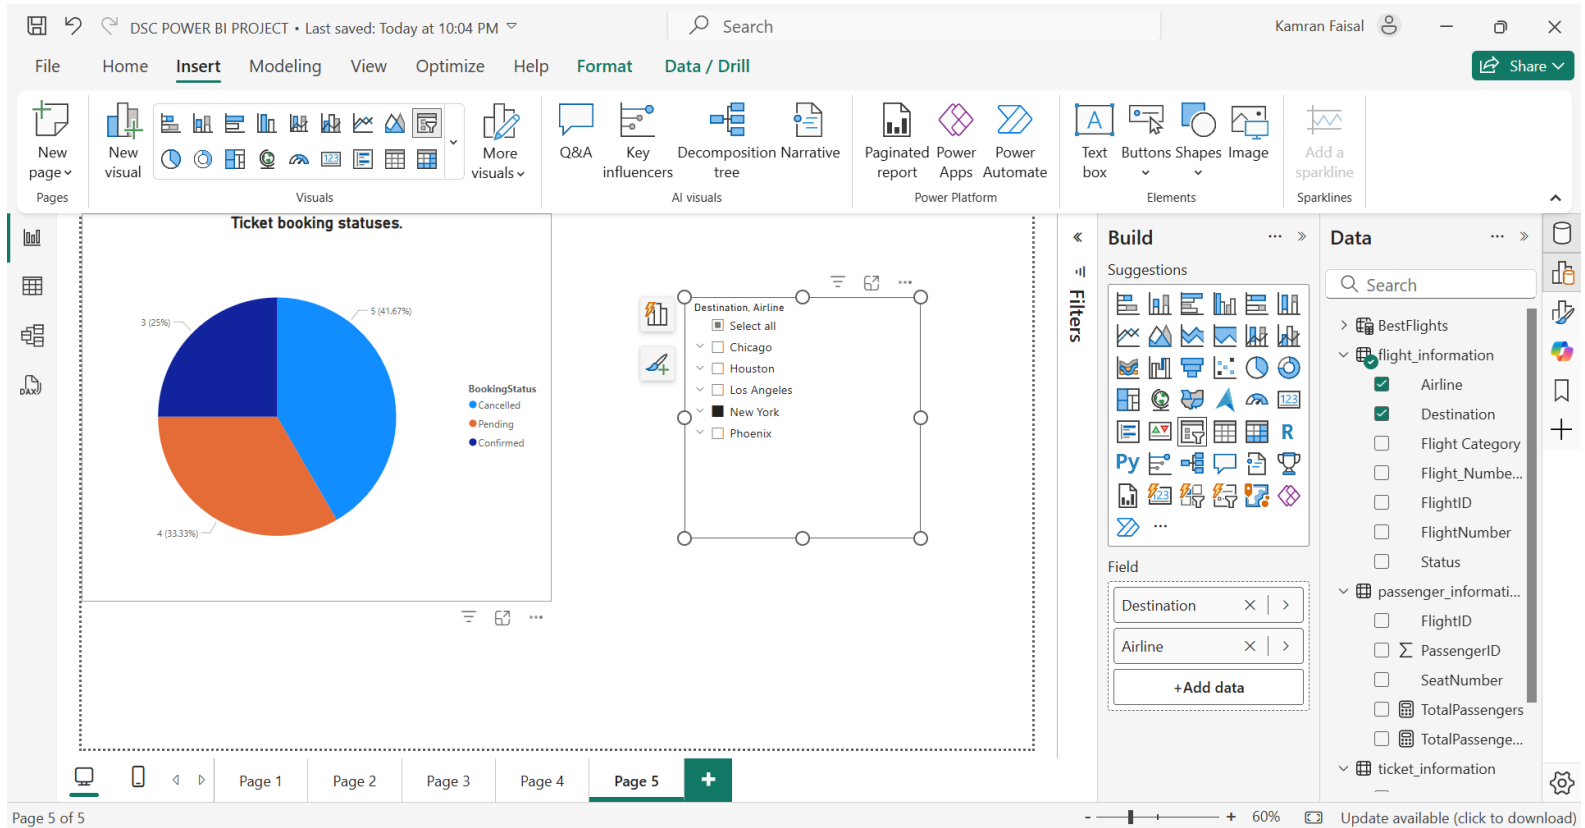 DSC POWER BI PROJECT • Last saved: Today at 10:04 PM
Search
Kamran Faisal
File
Home
Insert
Modeling
View
Optimize
Help
Format
Data / Drill
Share
New page
New visual
More visuals
Q&A
Key influencers
Decomposition tree
Narrative
Paginated report
Power Apps
Power Automate
Text box
Buttons
Shapes
Image
Add a sparkline
Pages
Visuals
AI visuals
Power Platform
Elements
Sparklines
DAX
Ticket booking statuses.
3 (25%)
5 (41.67%)
4 (33.33%)
BookingStatus
Cancelled
Pending
Confirmed
Destination, Airline
Select all
Chicago
Houston
Los Angeles
New York
Phoenix
Filters
Build
Suggestions
123
R
Py
123
Field
Destination
Airline
+Add data
Data
Search
BestFlights
flight_information
Airline
Destination
Flight Category
Flight_Numbe...
FlightID
FlightNumber
Status
passenger_informati...
FlightID
PassengerID
SeatNumber
TotalPassengers
TotalPassenge...
ticket_information
Page 1
Page 2
Page 3
Page 4
Page 5
Page 5 of 5
60%
Update available (click to download)